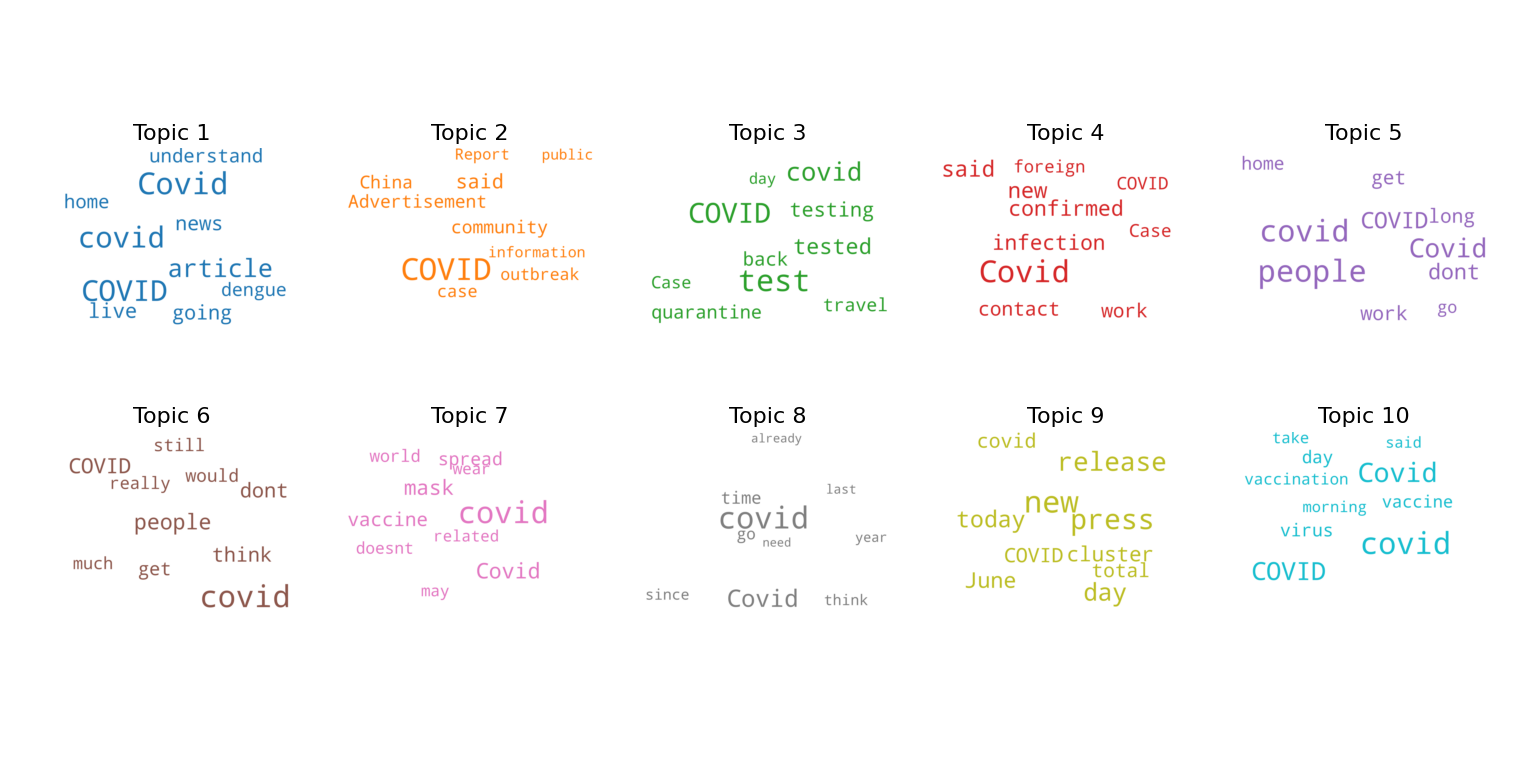 Topic 1
understand
Covid
home
news
covid
article
COVID
dengue
live
going
Topic 2
Report public
China said
Advertisement
community
information
COVID outbreak
case
Topic 3
day covid
COVID testing
tested
back
Case test
quarantine travel
Topic 4
said foreign
new COVID
confirmed
Case
infection
Covid
contact work
Topic 5
home
get
COVID long
covid
Covid
people dont
work go
Topic 6
still
COVID
really would
dont
people
think
much get
covid
Topic 7
world spread
wear
mask
vaccine covid
related
doesnt
Covid
may
Topic 8
already
time last
covid
go need year
since Covid think
Topic 9
covid
release
new
today press
COVID cluster
total
June
day
Topic 10
take said
day
vaccination Covid
morning vaccine
virus
covid
COVID